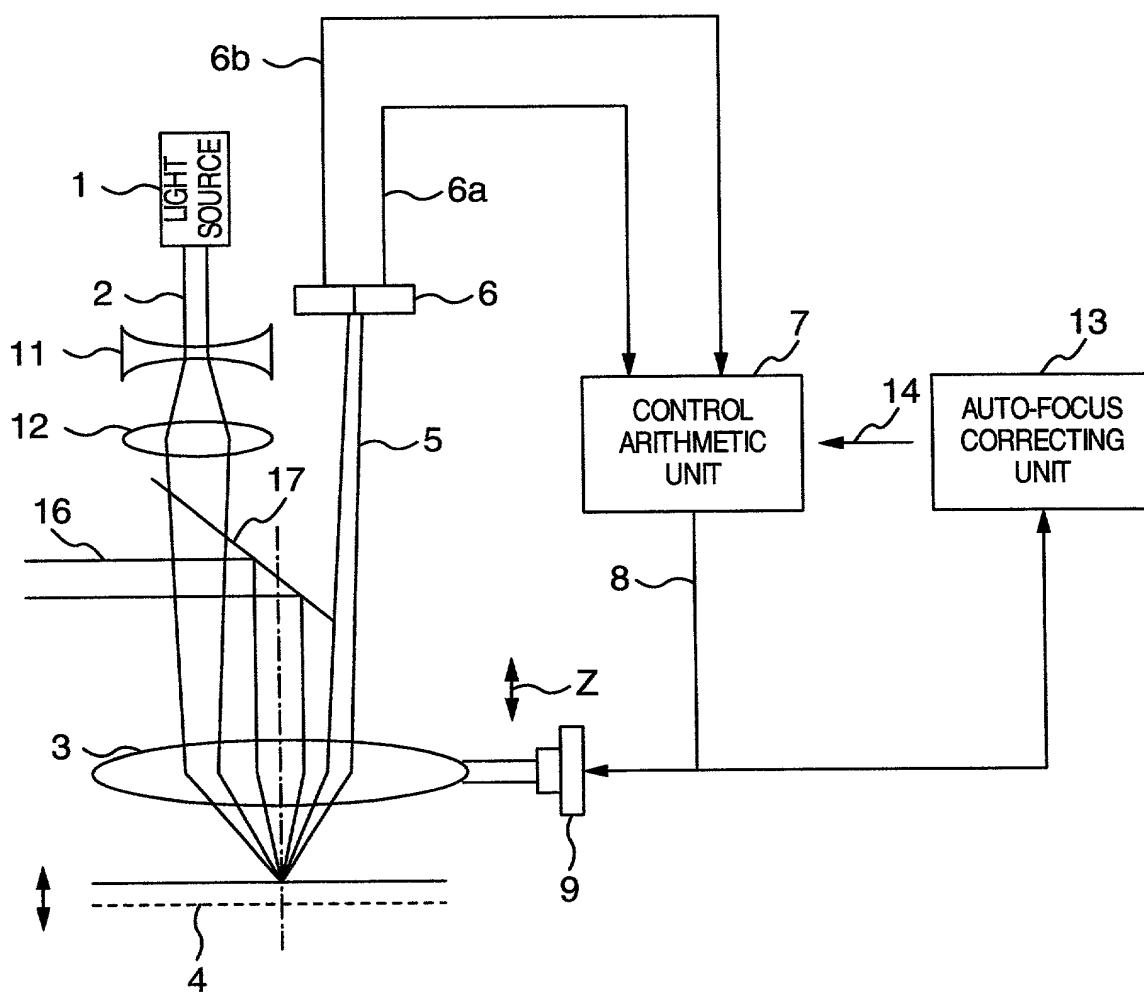 6b
1
LIGHT
SOURCE
6a
2
6
11
7
13
12
5
CONTROL
ARITHMETIC
UNIT
14
AUTO-FOCUS
CORRECTING
UNIT
17
16
8
Z
3
9
4